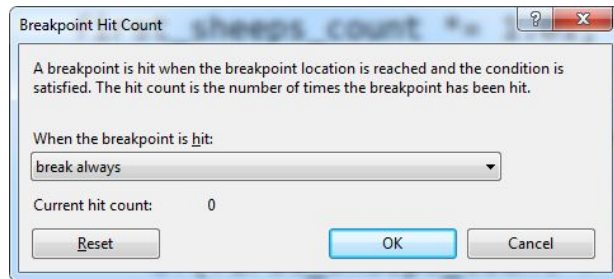 _sheeps_count *=
Breakpoint Hit Count
A breakpoint is hit when the breakpoint location is reached and the condition is
satisfied. The hit count is the number of times the breakpoint has been hit.
When the breakpoint is hit:
break always
Current hit count: 0
Reset OK Cancel